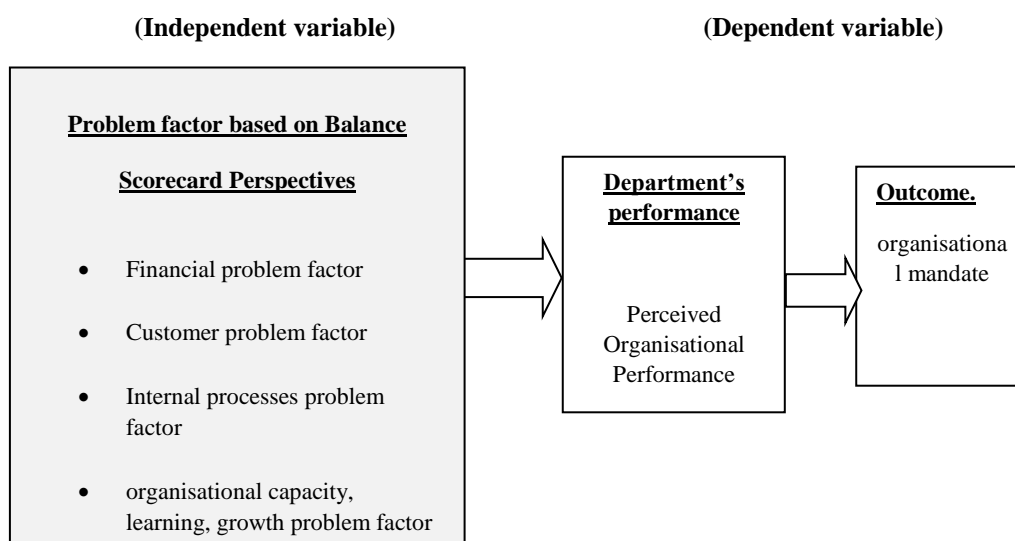 (Independent variable)
(Dependent variable)
Problem factor based on Balance
Scorecard Perspectives
• Financial problem factor
• Customer problem factor
• Internal processes problem
factor
• organisational capacity,
learning, growth problem factor
Department’s
performance
Perceived
Organisational
Performance
Outcome.
organisationa
l mandate